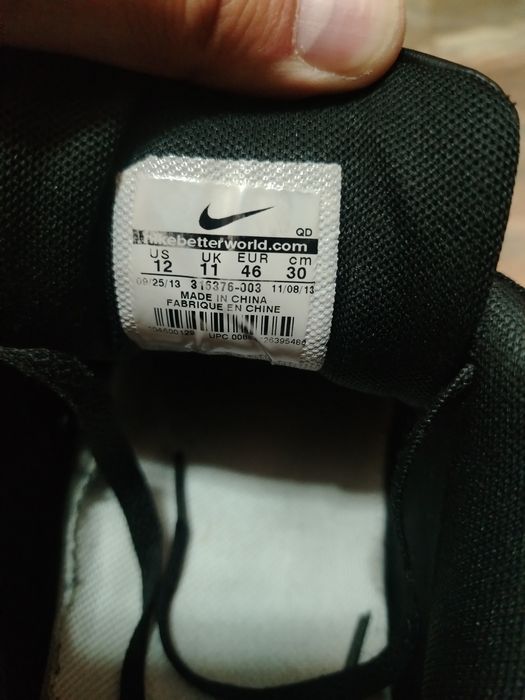 QD
nikebetterworld.com
US UK EUR cm
12 11 46 30
09/25/13 316376-003 11/08/13
MADE IN CHINA
FABRIQUE EN CHINE
UPC